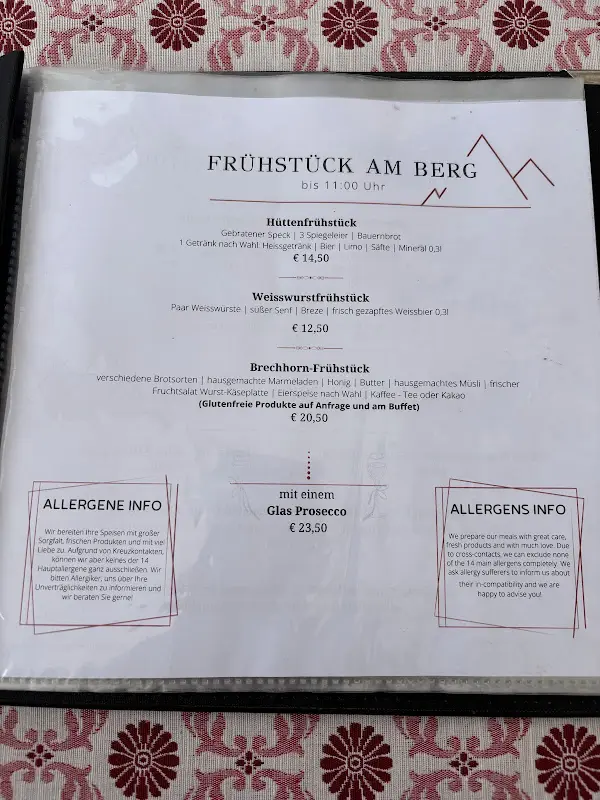 FRÜHSTÜCK AM BERG
bis 11:00 Uhr
Hüttenfrühstück
Gebratener Speck | 3 Spiegeleier | Bauernbrot
1 Getränk nach Wahl: Heissgetränk | Bier | Limo | Säfte | Mineral 0,3l
€ 14,50
Weisswurstfrühstück
Paar Weisswürste | süßer Senf | Breze | frisch gezapftes Weissbier 0,3l
€ 12,50
Brechhorn-Frühstück
verschiedene Brotsorten | hausgemachte Marmeladen | Honig | Butter | hausgemachtes Müsli | frischer
Fruchtsalat Wurst-Käseplatte | Eierspeise nach Wahl | Kaffee - Tee oder Kakao
(Glutenfreie Produkte auf Anfrage und am Buffet)
€ 20,50
mit einem
Glas Prosecco
€ 23,50
ALLERGENE INFO
Wir bereiten Ihre Speisen mit großer
Sorgfalt, frischen Produkten und mit viel
Liebe zu. Aufgrund von Kreuzkontakten,
können wir aber keines der 14
Hauptallergene ganz ausschließen. Wir
bitten Allergiker, uns über Ihre
Unverträglichkeiten zu informieren und
wir beraten Sie gerne!
ALLERGENS INFO
We prepare our meals with great care,
fresh products and with much love. Due
to cross-contacts, we can exclude none
of the 14 main allergens completely. We
ask allergy sufferers to inform us about
their in-compatibility and we are
happy to advise you!